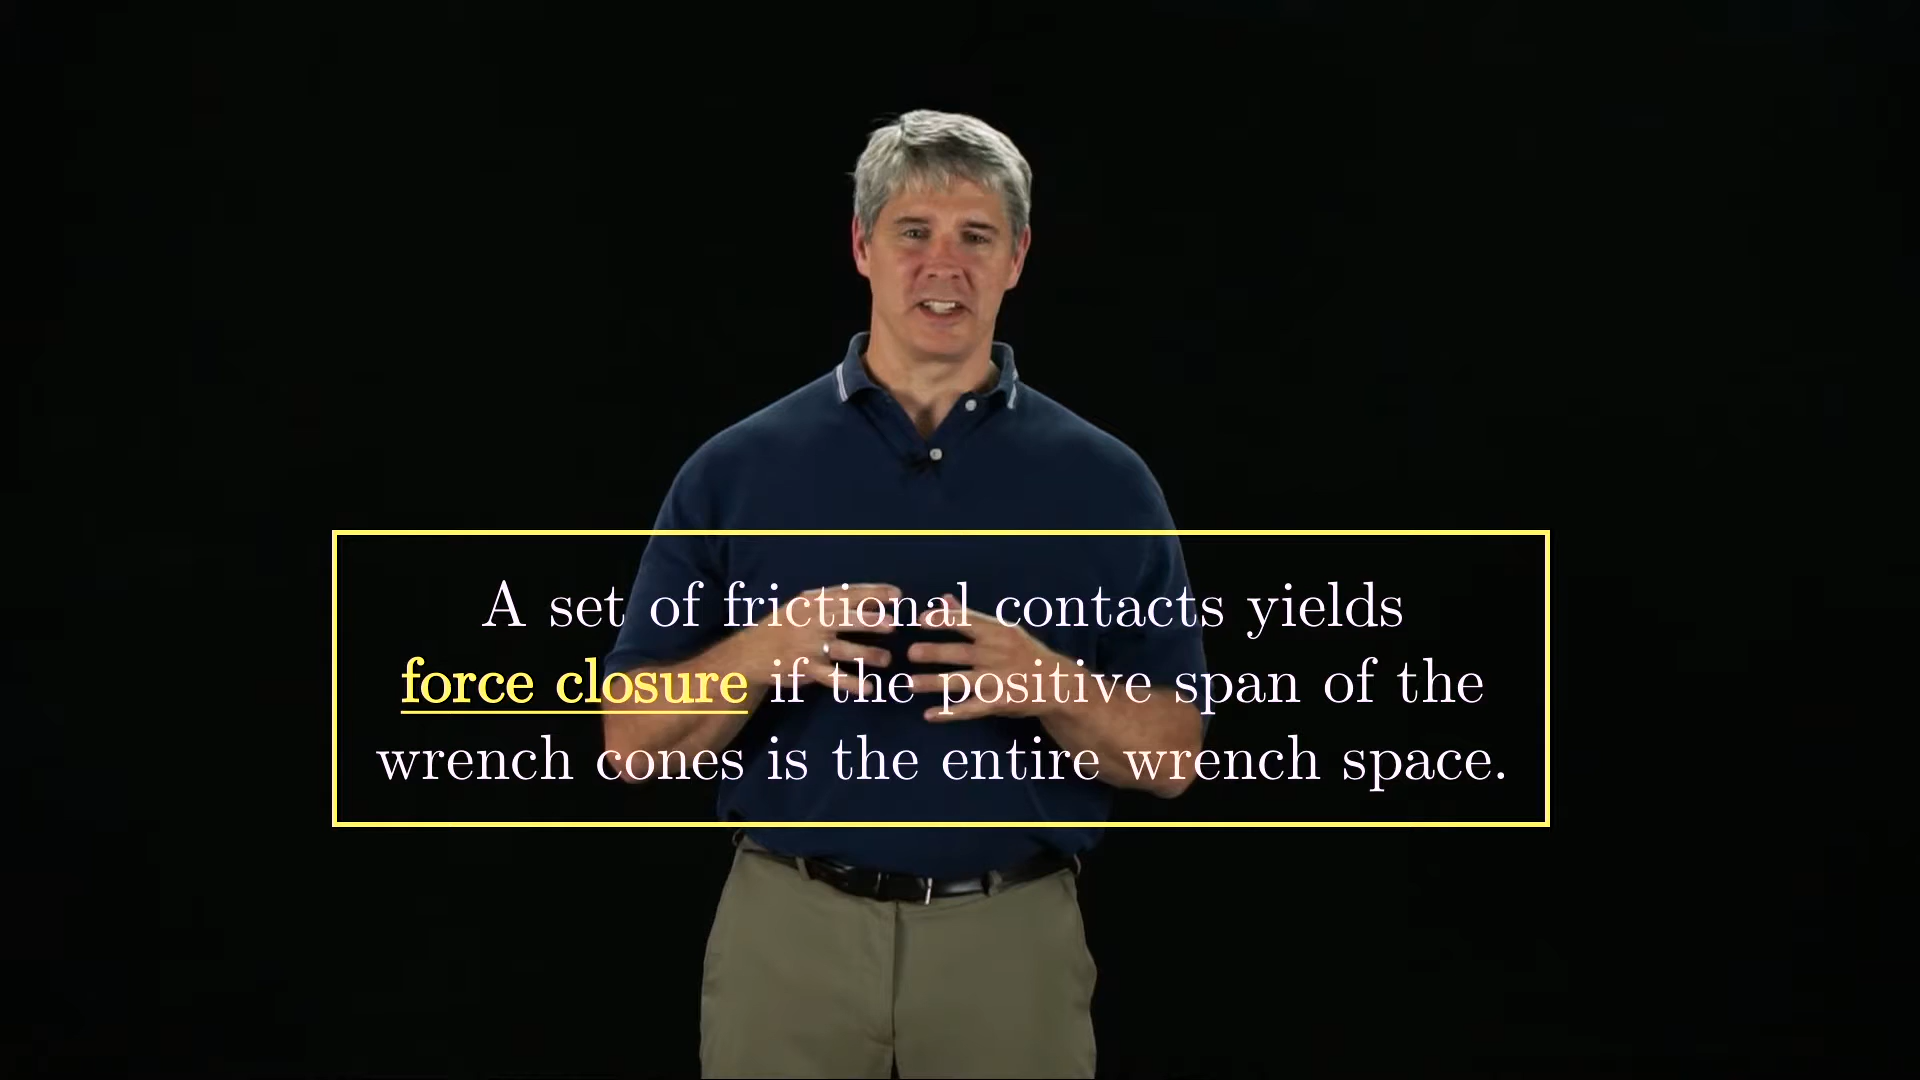 A set of frictional contacts yields
force closure if the positive span of the
wrench cones is the entire wrench space.